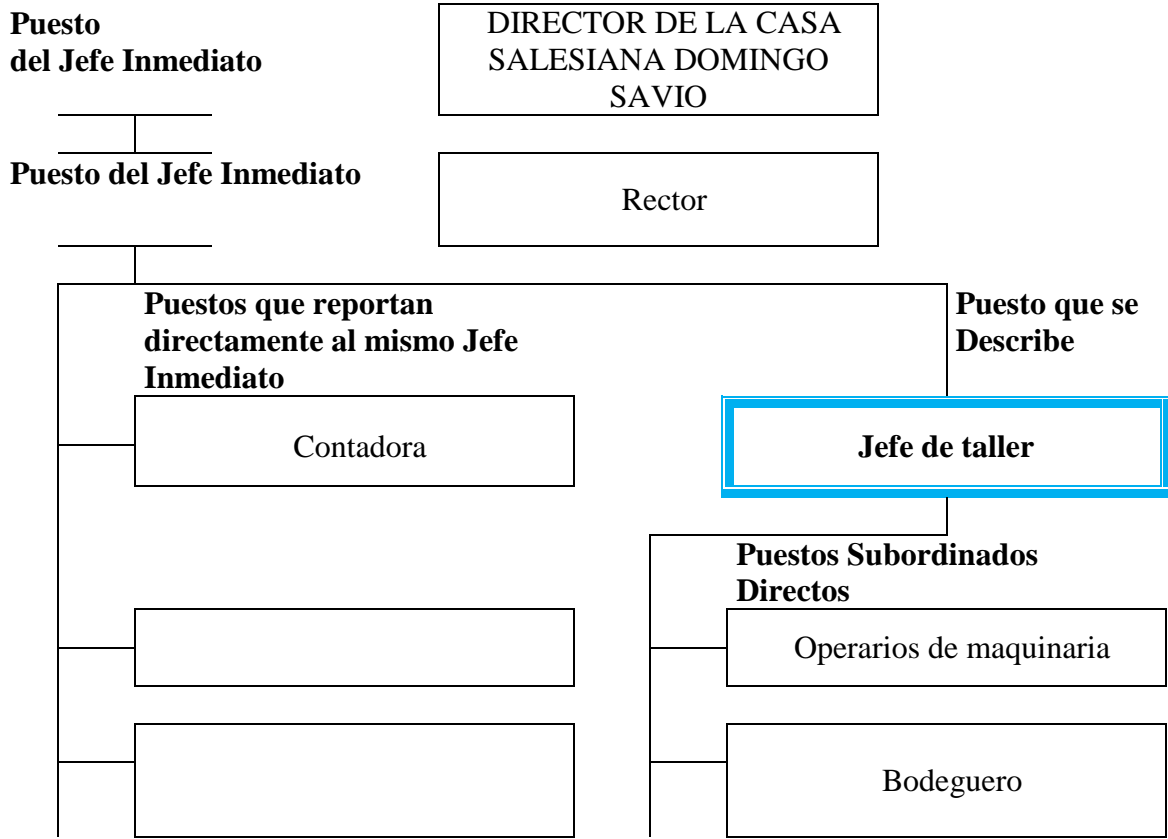 Puesto
del Jefe Inmediato
DIRECTOR DE LA CASA
SALESIANA DOMINGO
SAVIO
Puesto del Jefe Inmediato
Rector
Puestos que reportan
directamente al mismo Jefe
Inmediato
Puesto que se
Describe
Contadora
Jefe de taller
Puestos Subordinados
Directos
Operarios de maquinaria
Bodeguero